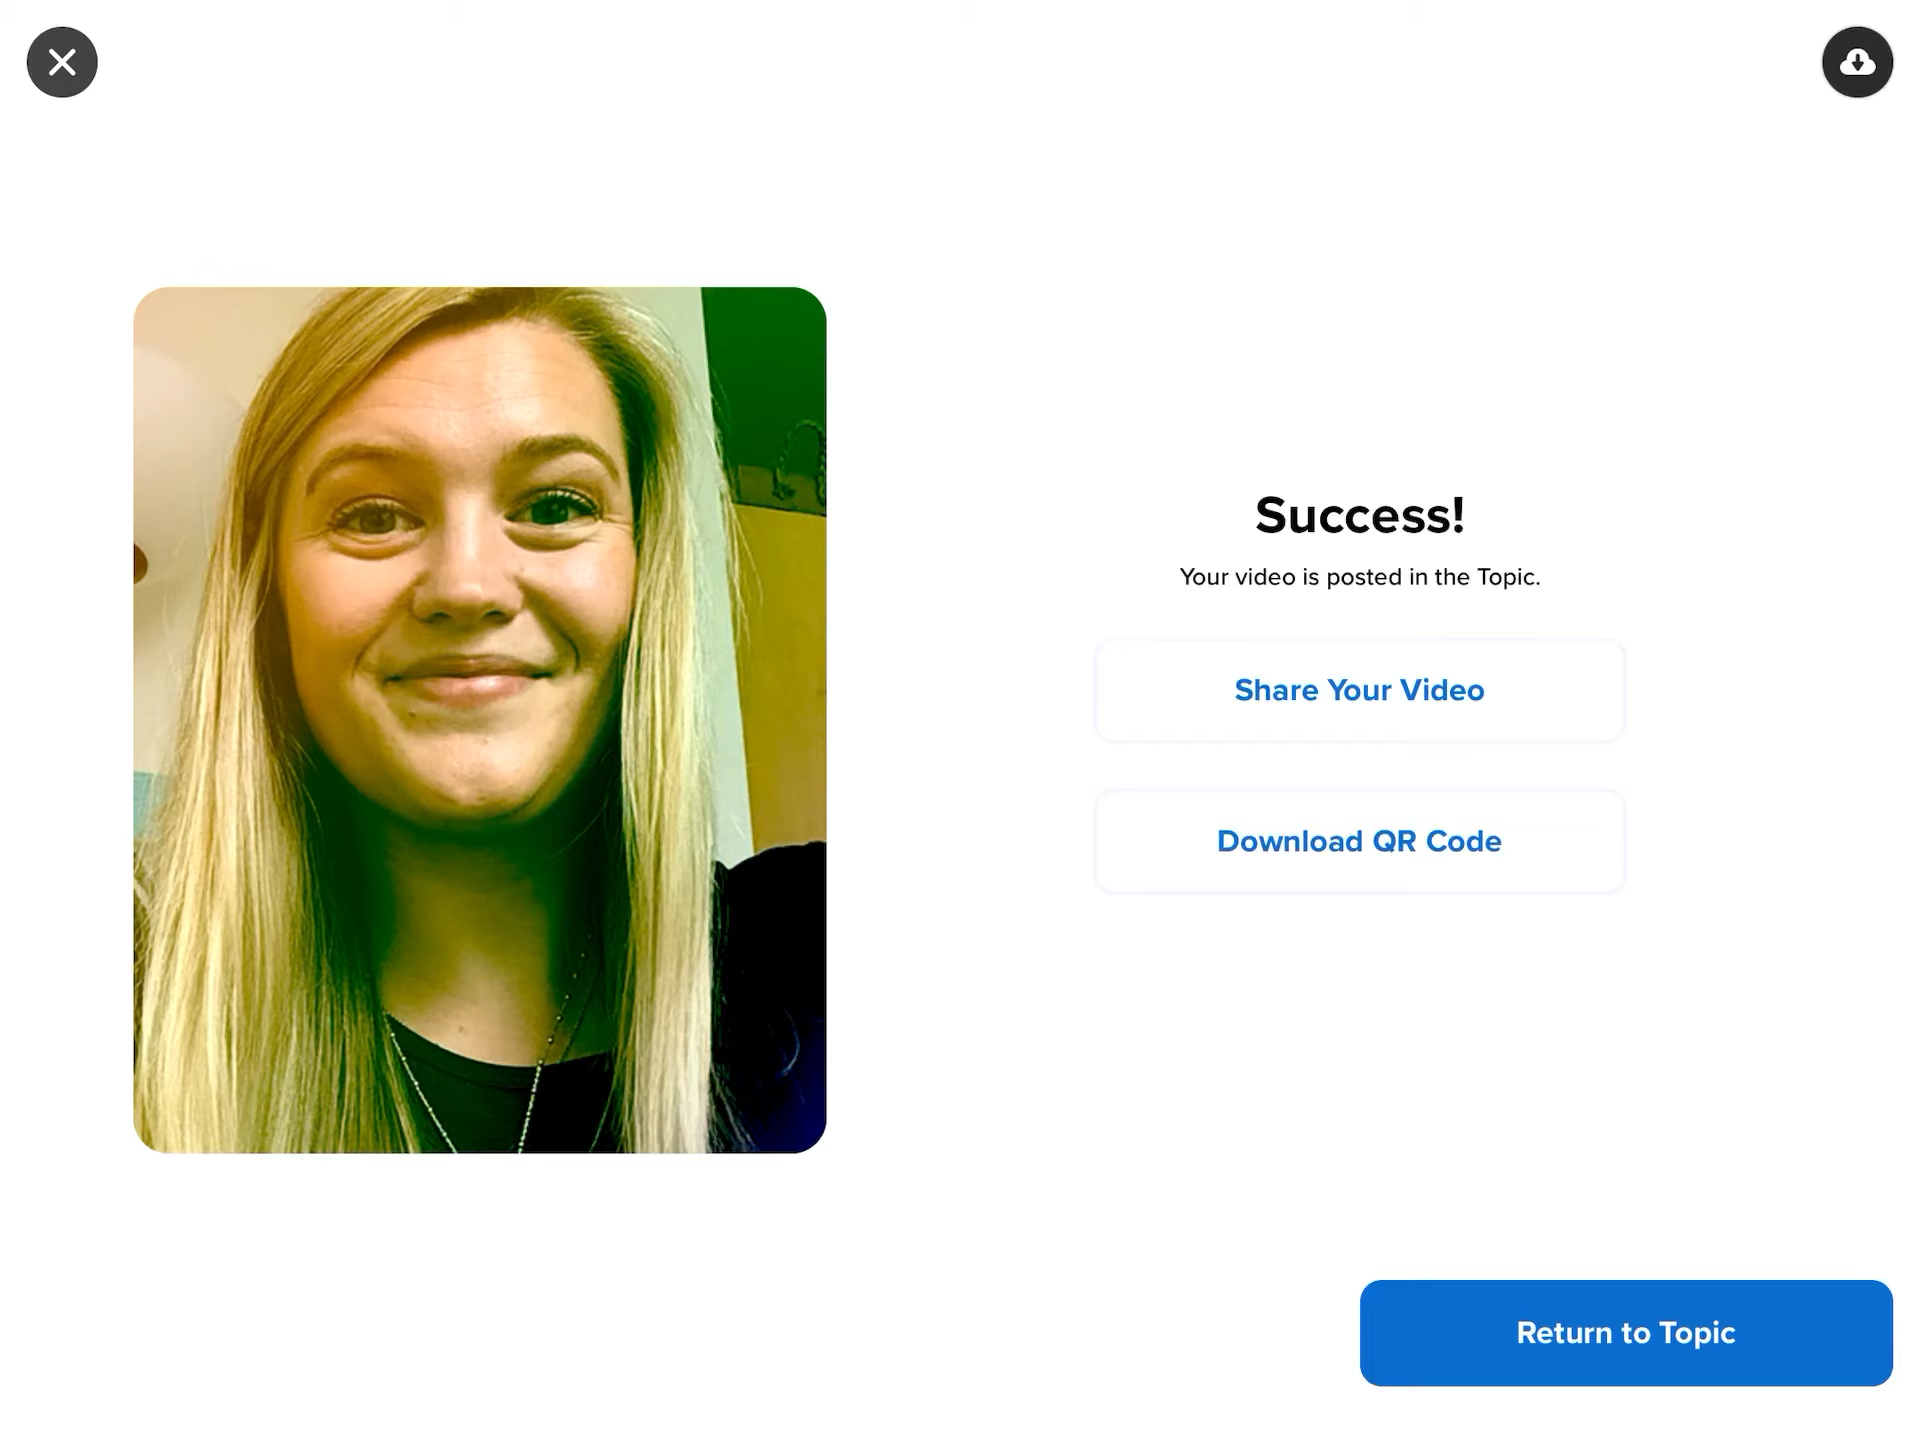 Success!
Your video is posted in the Topic.
Share Your Video
Download QR Code
Return to Topic